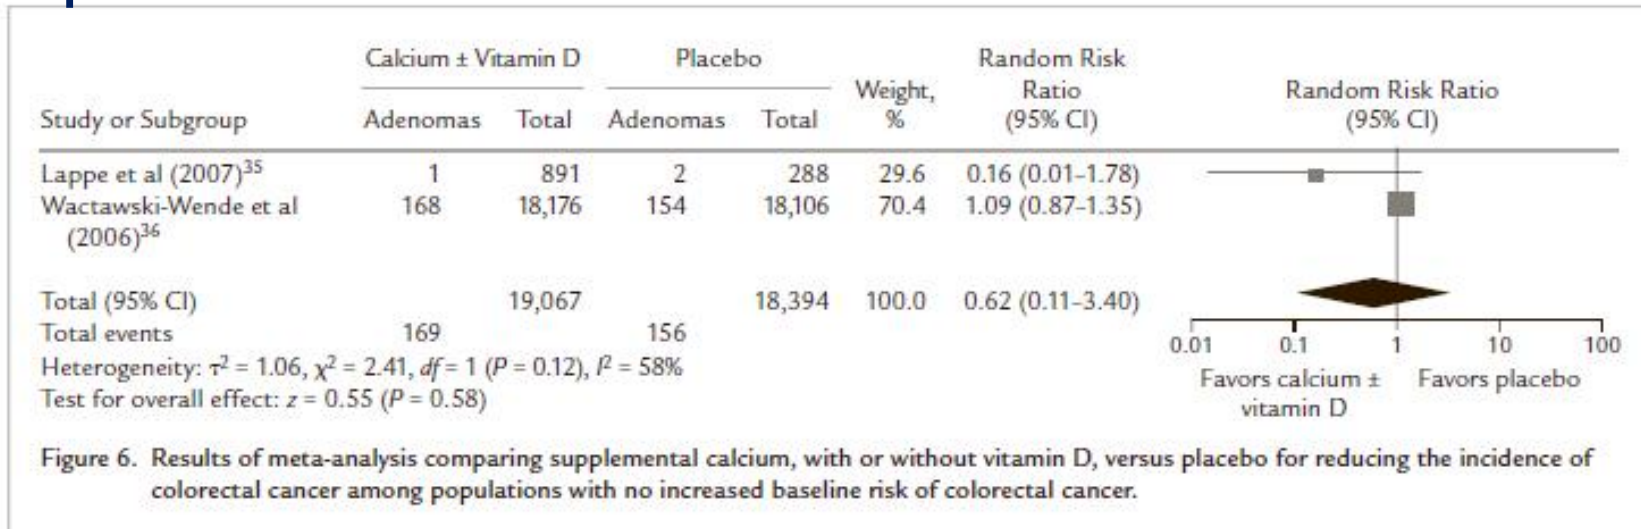 Calcium ± Vitamin D Placebo Random Risk
Weight, Ratio Random Risk Ratio
Study or Subgroup Adenomas Total Adenomas Total % (95% CI) (95% CI)
Lappe et al (2007)35 1 891 2 288 29.6 0.16 (0.01–1.78)
Wactawski-Wende et al 168 18,176 154 18,106 70.4 1.09 (0.87–1.35)
(2006)36
Total (95% CI) 19,067 18,394 100.0 0.62 (0.11–3.40)
Total events 169 156
0.01 0.1 1 10 100
Heterogeneity: τ² = 1.06, χ² = 2.41, df = 1 (P = 0.12), I² = 58%
Favors calcium ± Favors placebo
Test for overall effect: z = 0.55 (P = 0.58)
vitamin D
Figure 6. Results of meta-analysis comparing supplemental calcium, with or without vitamin D, versus placebo for reducing the incidence of
colorectal cancer among populations with no increased baseline risk of colorectal cancer.